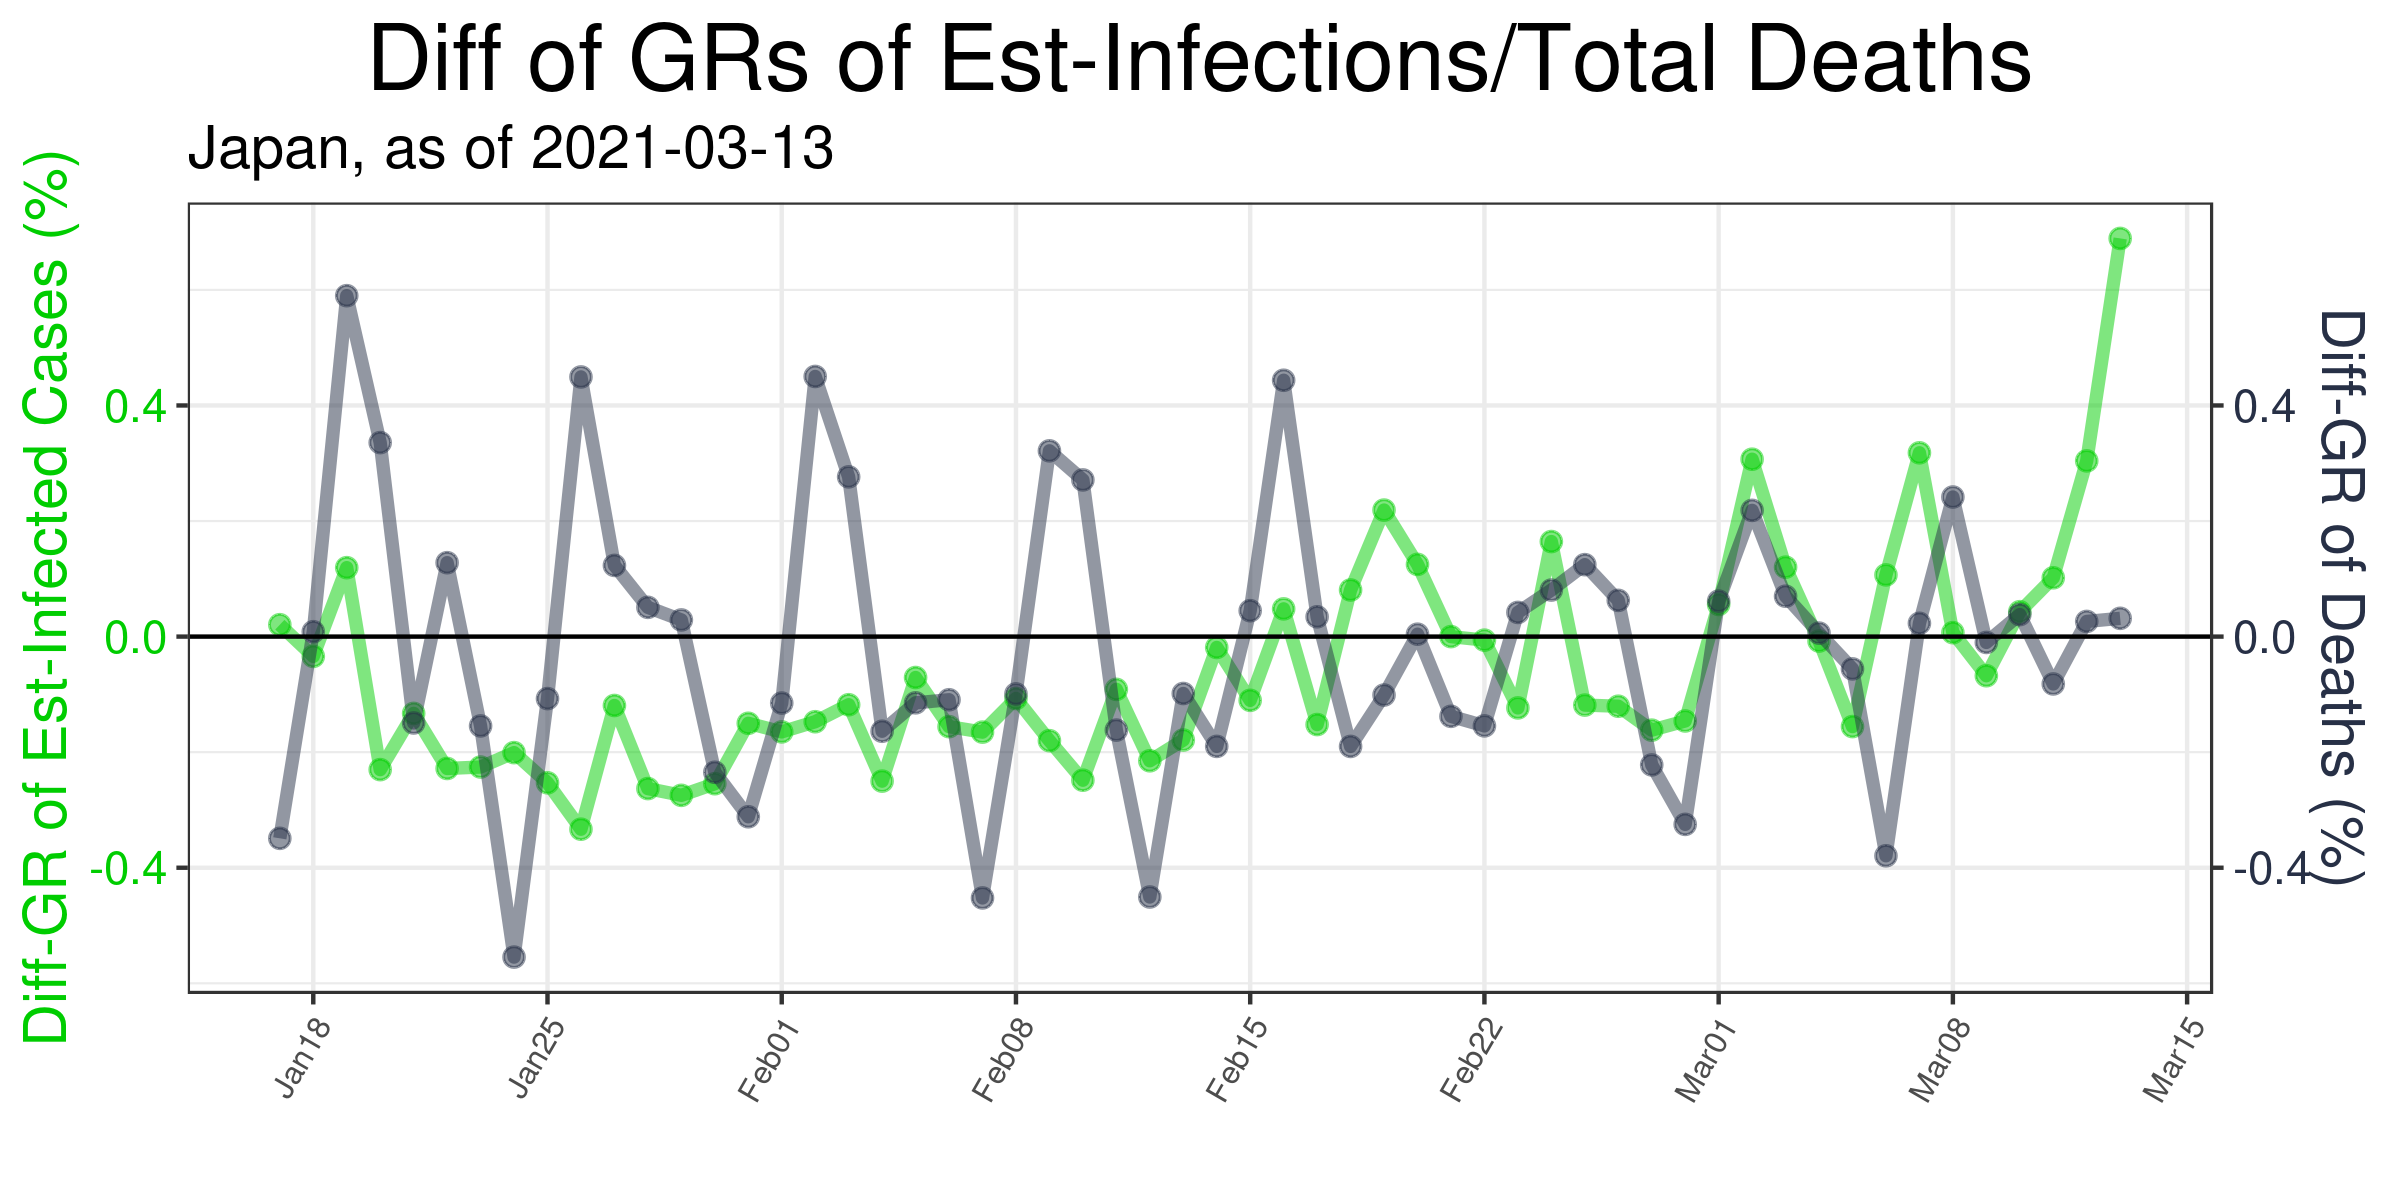 Diff of GRs of Est-Infections/Total Deaths
Japan, as of 2021-03-13
Diff-GR of Est-Infected Cases (%)
0.4
0.0
-0.4
0.4
0.0
-0.4
Diff-GR of Deaths (%)
Jan18
Jan25
Feb01
Feb08
Feb15
Feb22
Mar01
Mar08
Mar15